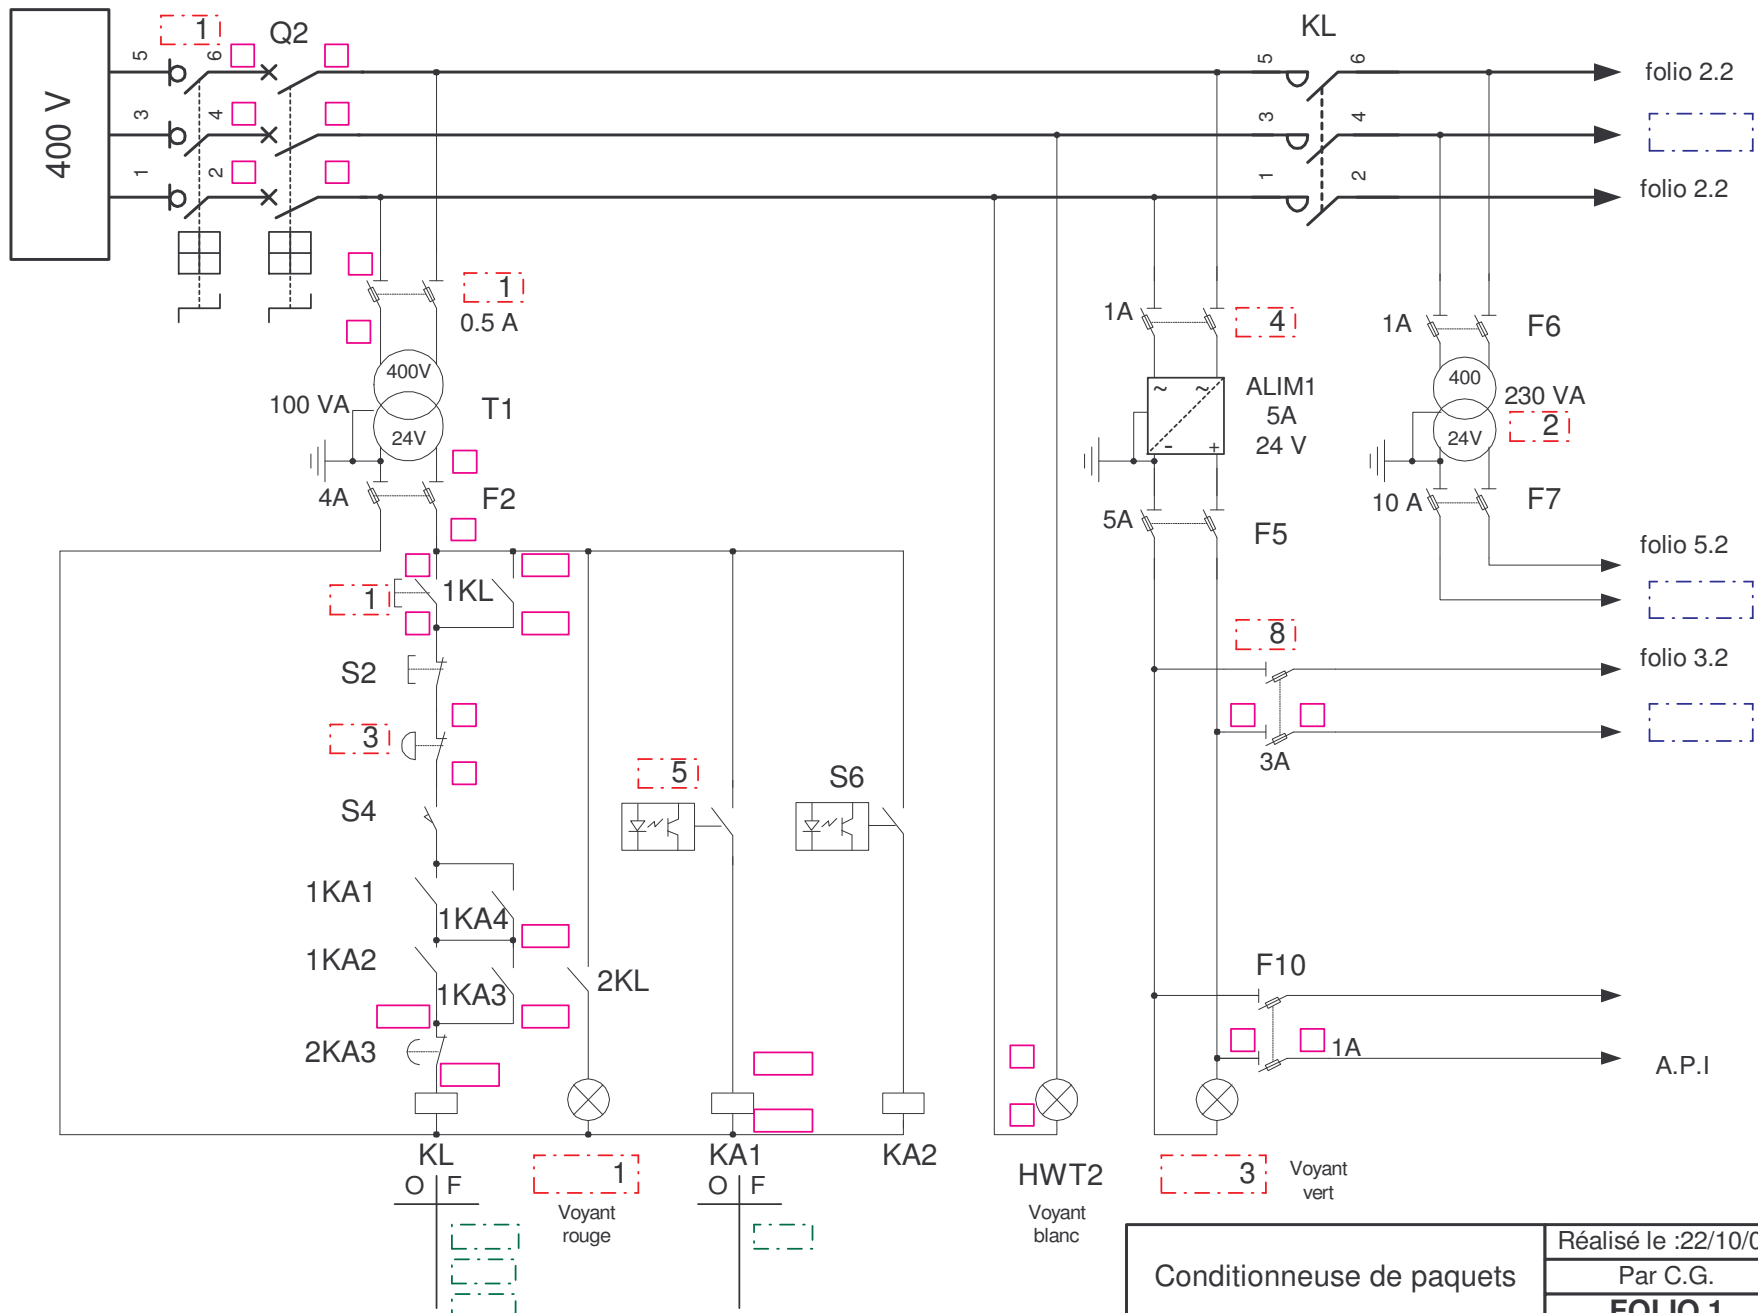 1
Q2
KL
400 V
5
6
3
4
1
2
5
6
3
4
1
2
folio 2.2
folio 2.2
1
0.5 A
400V
24V
100 VA
T1
4A
F2
1A
4
ALIM1
5A
24 V
~
~
-
+
5A
F5
1A
F6
400
24V
230 VA
2
10 A
F7
folio 5.2
1
1KL
8
folio 3.2
S2
3
3A
5
S6
S4
1KA1
1KA4
1KA2
1KA3
2KL
F10
2KA3
1A
A.P.I
KL
O F
1
Voyant
rouge
KA1
O F
KA2
HWT2
Voyant
blanc
3
Voyant
vert
Conditionneuse de paquets
Réalisé le :22/10/0
Par C.G.
FOLIO 1